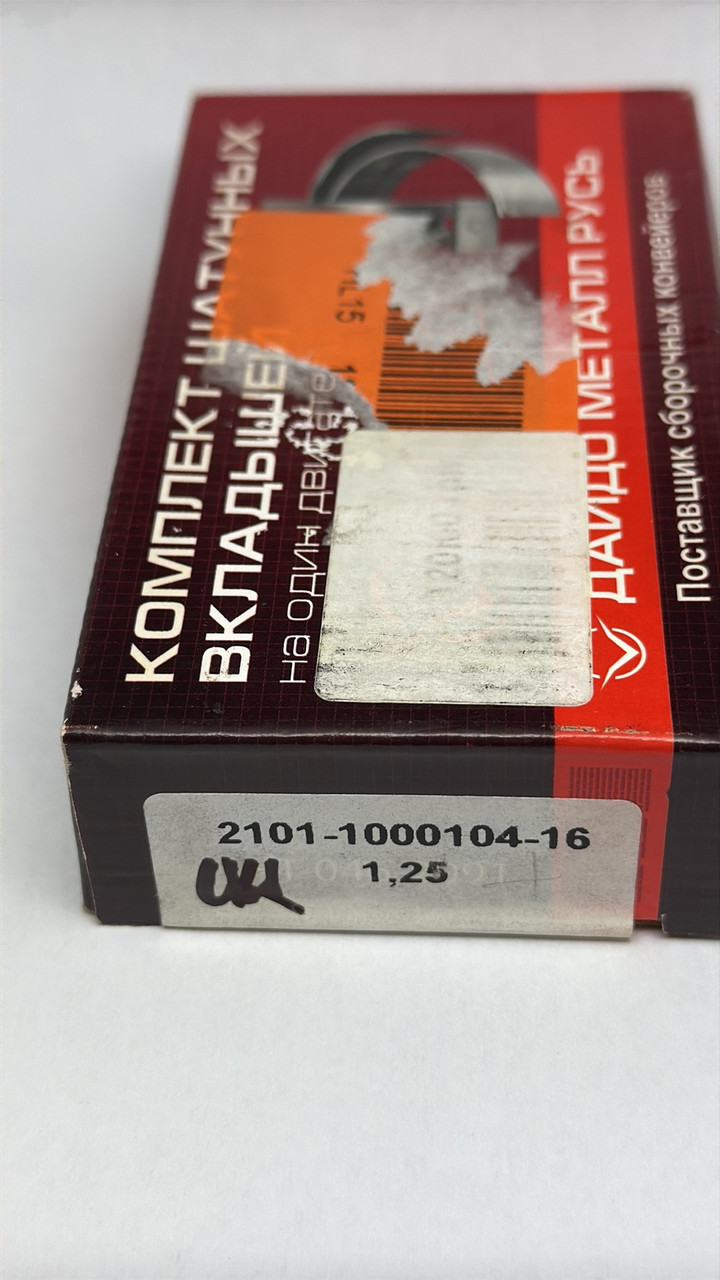 КОМПЛЕКТ ШАТУННЫХ
ВКЛАДЫШЕЙ
на один двигатель
ДАЙДО МЕТАЛЛ РУСЬ
Поставщик сборочных конвейеров
2101-1000104-16
1,25